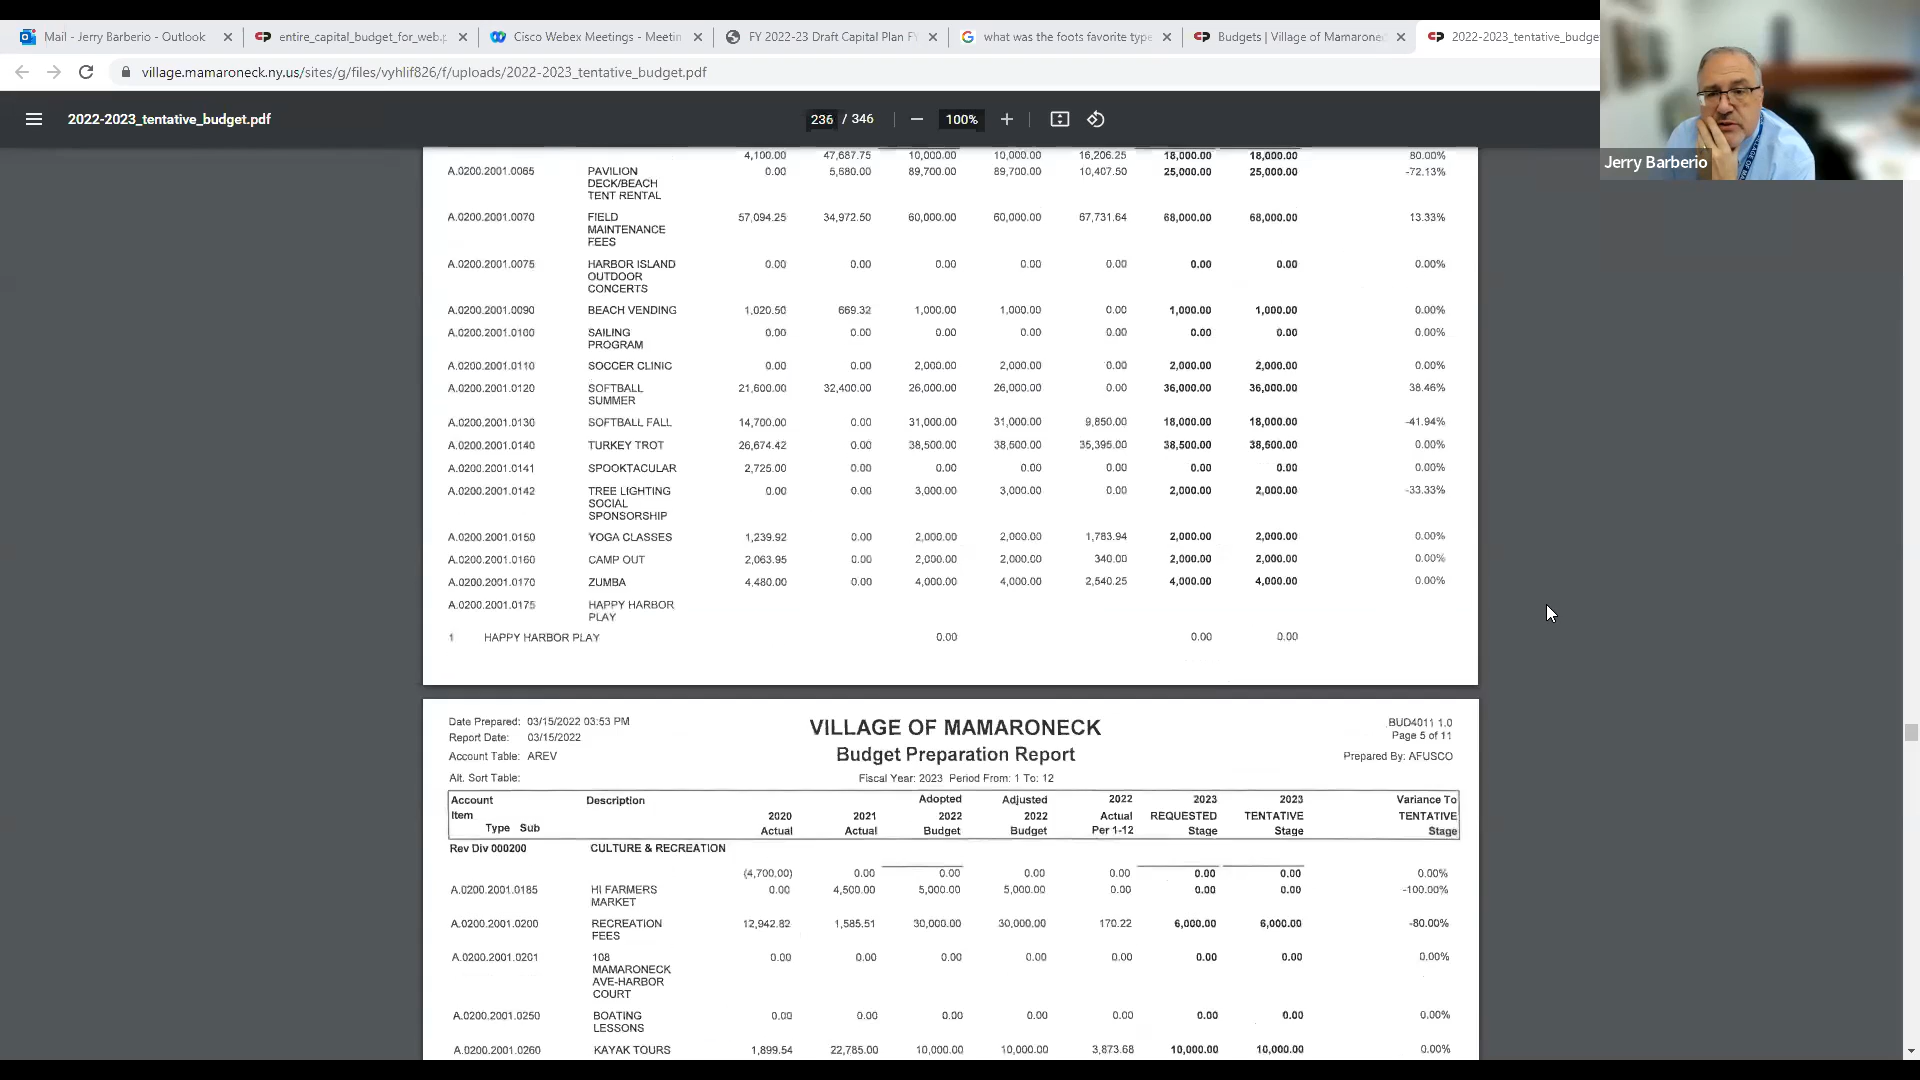 Mail - Jerry Barberio - Outlook
entire_capital_budget_for_web.p
Cisco Webex Meetings - Meetin
FY 2022-23 Draft Capital Plan FY
what was the foots favorite type
Budgets | Village of Mamaronec
2022-2023_tentative_budge
village.mamaroneck.ny.us/sites/g/files/vyhlif826/f/uploads/2022-2023_tentative_budget.pdf
Jerry Barberio
2022-2023_tentative_budget.pdf
236 / 346
100%
4,100.00 47,687.75 10,000.00 10,000.00 16,206.25 18,000.00 18,000.00 80.00%
A.0200.2001.0065 PAVILION 0.00 5,680.00 89,700.00 89,700.00 10,407.50 25,000.00 25,000.00 -72.13%
DECK/BEACH
TENT RENTAL
A.0200.2001.0070 FIELD 57,094.25 34,972.50 60,000.00 60,000.00 67,731.64 68,000.00 68,000.00 13.33%
MAINTENANCE
FEES
A.0200.2001.0075 HARBOR ISLAND 0.00 0.00 0.00 0.00 0.00 0.00 0.00 0.00%
OUTDOOR
CONCERTS
A.0200.2001.0090 BEACH VENDING 1,020.50 669.32 1,000.00 1,000.00 0.00 1,000.00 1,000.00 0.00%
A.0200.2001.0100 SAILING 0.00 0.00 0.00 0.00 0.00 0.00 0.00 0.00%
PROGRAM
A.0200.2001.0110 SOCCER CLINIC 0.00 0.00 2,000.00 2,000.00 0.00 2,000.00 2,000.00 0.00%
A.0200.2001.0120 SOFTBALL 21,600.00 32,400.00 26,000.00 26,000.00 0.00 36,000.00 36,000.00 38.46%
SUMMER
A.0200.2001.0130 SOFTBALL FALL 14,700.00 0.00 31,000.00 31,000.00 9,850.00 18,000.00 18,000.00 -41.94%
A.0200.2001.0140 TURKEY TROT 26,674.42 0.00 38,500.00 38,500.00 35,395.00 38,500.00 38,500.00 0.00%
A.0200.2001.0141 SPOOKTACULAR 2,725.00 0.00 0.00 0.00 0.00 0.00 0.00 0.00%
A.0200.2001.0142 TREE LIGHTING 0.00 0.00 3,000.00 3,000.00 0.00 2,000.00 2,000.00 -33.33%
SOCIAL
SPONSORSHIP
A.0200.2001.0150 YOGA CLASSES 1,239.92 0.00 2,000.00 2,000.00 1,783.94 2,000.00 2,000.00 0.00%
A.0200.2001.0160 CAMP OUT 2,063.95 0.00 2,000.00 2,000.00 340.00 2,000.00 2,000.00 0.00%
A.0200.2001.0170 ZUMBA 4,480.00 0.00 4,000.00 4,000.00 2,540.25 4,000.00 4,000.00 0.00%
A.0200.2001.0175 HAPPY HARBOR
PLAY
1 HAPPY HARBOR PLAY 0.00 0.00 0.00
Date Prepared: 03/15/2022 03:53 PM VILLAGE OF MAMARONECK BUD4011 1.0
Report Date: 03/15/2022 Page 5 of 11
Account Table: AREV Budget Preparation Report Prepared By: AFUSCO
Alt. Sort Table: Fiscal Year: 2023 Period From: 1 To: 12
Account Description Adopted Adjusted 2022 2023 2023 Variance To
Item 2020 2021 2022 2022 Actual REQUESTED TENTATIVE TENTATIVE
Type Sub Actual Actual Budget Budget Per 1-12 Stage Stage Stage
Rev Div 000200 CULTURE & RECREATION
(4,700.00) 0.00 0.00 0.00 0.00 0.00 0.00 0.00%
A.0200.2001.0185 HI FARMERS 0.00 4,500.00 5,000.00 5,000.00 0.00 0.00 0.00 -100.00%
MARKET
A.0200.2001.0200 RECREATION 12,942.82 1,585.51 30,000.00 30,000.00 170.22 6,000.00 6,000.00 -80.00%
FEES
A.0200.2001.0201 108 0.00 0.00 0.00 0.00 0.00 0.00 0.00 0.00%
MAMARONECK
AVE-HARBOR
COURT
A.0200.2001.0250 BOATING 0.00 0.00 0.00 0.00 0.00 0.00 0.00 0.00%
LESSONS
A.0200.2001.0260 KAYAK TOURS 1,899.54 22,785.00 10,000.00 10,000.00 3,873.68 10,000.00 10,000.00 0.00%